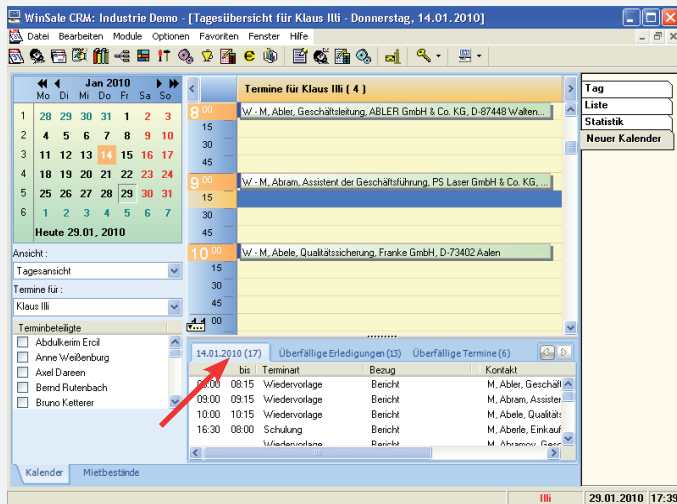 WinSale CRM: Industrie Demo - [Tagesübersicht für Klaus Illi - Donnerstag, 14.01.2010]
Datei Bearbeiten Module Optionen Favoriten Fenster Hilfe
Jan 2010
Mo Di Mi Do Fr Sa So
1 28 29 30 31 1 2 3
2 4 5 6 7 8 9 10
3 11 12 13 14 15 16 17
4 18 19 20 21 22 23 24
5 25 26 27 28 29 30 31
6 1 2 3 4 5 6 7
Heute 29.01, 2010
Ansicht :
Tagesansicht
Termine für :
Klaus Illi
Terminbeteiligte
Abdulkerim Ercil
Anne Weißenburg
Axel Dareen
Bernd Rutenbach
Bruno Ketterer
Kalender Mietbestände
Termine für Klaus Illi ( 4 )
8 00 W - M, Abler, Geschäftsleitung, ABLER GmbH & Co. KG, D-87448 Walten...
15
30
45
9 00 W - M, Abram, Assistent der Geschäftsführung, PS Laser GmbH & Co. KG, ...
15
30
45
10 00 W - M, Abele, Qualitätssicherung, Franke GmbH, D-73402 Aalen
15
30
45
00
14.01.2010 (17) Überfällige Erledigungen (13) Überfällige Termine (6)
bis Terminart Bezug Kontakt
08:00 08:15 Wiedervorlage Bericht M, Abler, Geschäft
09:00 09:15 Wiedervorlage Bericht M, Abram, Assister
10:00 10:15 Wiedervorlage Bericht M, Abele, Qualitäts
16:30 08:00 Schulung Bericht M, Aberle, Einkauf
Wiedervorlage Bericht M, Abramov, Gesc
Tag
Liste
Statistik
Neuer Kalender
Illi 29.01.2010 17:39